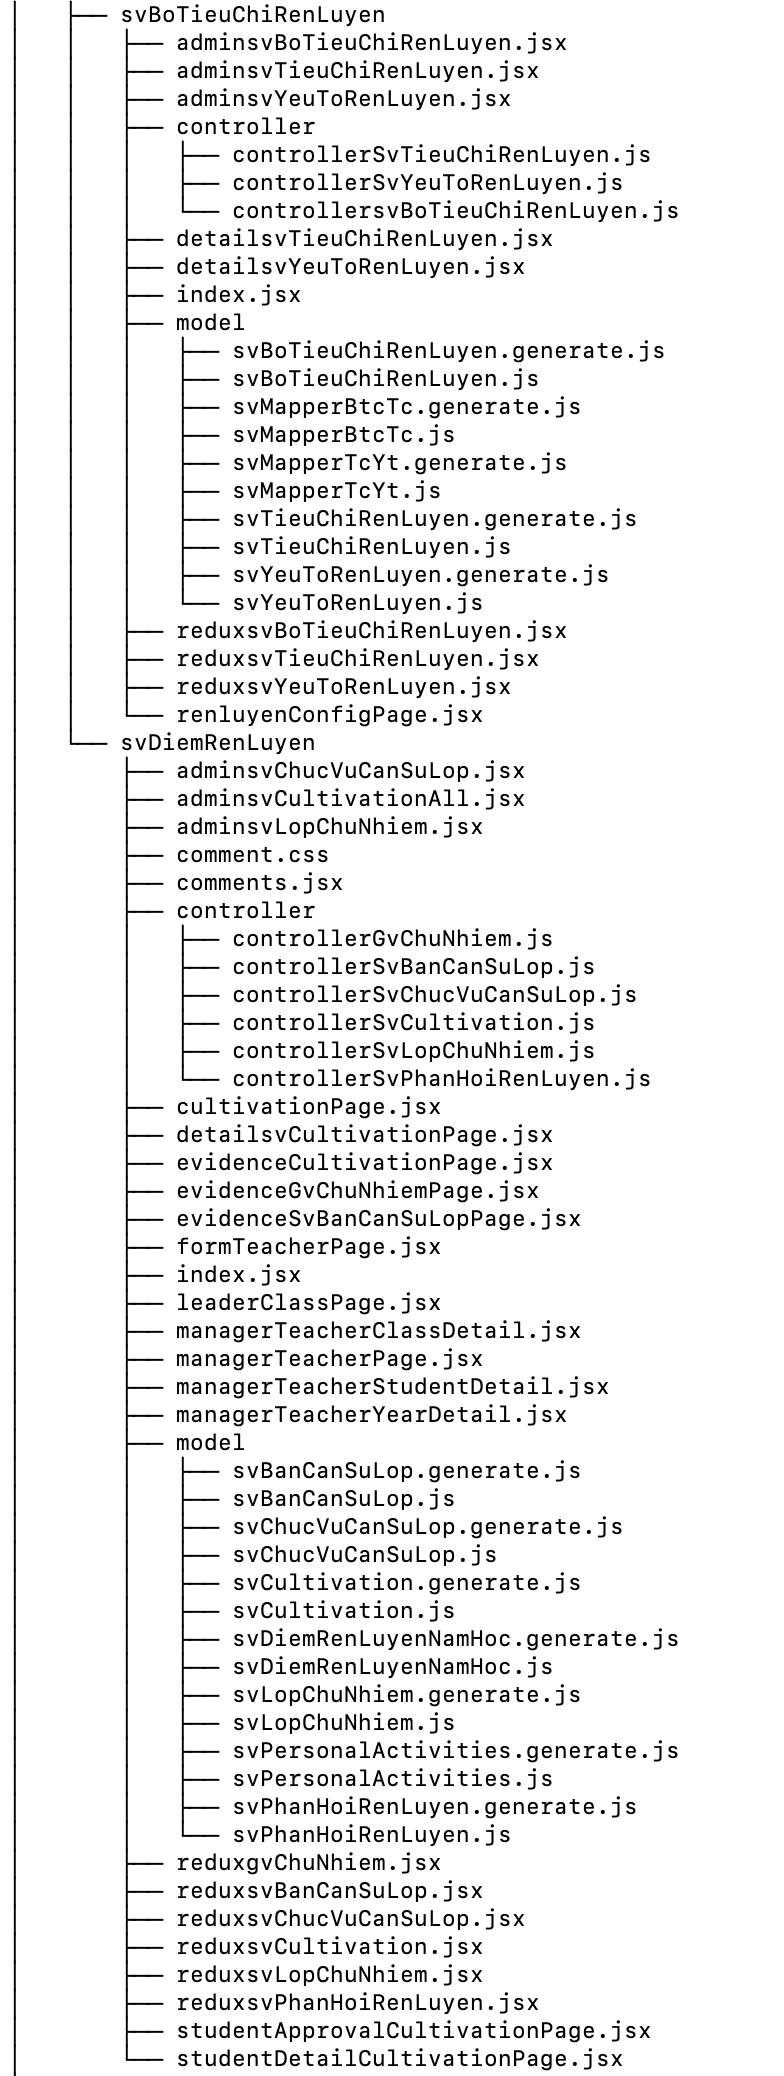 svBoTieuChiRenLuyen
adminsvBoTieuChiRenLuyen.jsx
adminsvTieuChiRenLuyen.jsx
adminsvYeuToRenLuyen.jsx
controller
controllerSvTieuChiRenLuyen.js
controllerSvYeuToRenLuyen.js
controllersvBoTieuChiRenLuyen.js
detailsvTieuChiRenLuyen.jsx
detailsvYeuToRenLuyen.jsx
index.jsx
model
svBoTieuChiRenLuyen.generate.js
svBoTieuChiRenLuyen.js
svMapperBtcTc.generate.js
svMapperBtcTc.js
svMapperTcYt.generate.js
svMapperTcYt.js
svTieuChiRenLuyen.generate.js
svTieuChiRenLuyen.js
svYeuToRenLuyen.generate.js
svYeuToRenLuyen.js
reduxsvBoTieuChiRenLuyen.jsx
reduxsvTieuChiRenLuyen.jsx
reduxsvYeuToRenLuyen.jsx
renluyenConfigPage.jsx
svDiemRenLuyen
adminsvChucVuCanSuLop.jsx
adminsvCultivationAll.jsx
adminsvLopChuNhiem.jsx
comment.css
comments.jsx
controller
controllerGvChuNhiem.js
controllerSvBanCanSuLop.js
controllerSvChucVuCanSuLop.js
controllerSvCultivation.js
controllerSvLopChuNhiem.js
controllerSvPhanHoiRenLuyen.js
cultivationPage.jsx
detailsvCultivationPage.jsx
evidenceCultivationPage.jsx
evidenceGvChuNhiemPage.jsx
evidenceSvBanCanSuLopPage.jsx
formTeacherPage.jsx
index.jsx
leaderClassPage.jsx
managerTeacherClassDetail.jsx
managerTeacherPage.jsx
managerTeacherStudentDetail.jsx
managerTeacherYearDetail.jsx
model
svBanCanSuLop.generate.js
svBanCanSuLop.js
svChucVuCanSuLop.generate.js
svChucVuCanSuLop.js
svCultivation.generate.js
svCultivation.js
svDiemRenLuyenNamHoc.generate.js
svDiemRenLuyenNamHoc.js
svLopChuNhiem.generate.js
svLopChuNhiem.js
svPersonalActivities.generate.js
svPersonalActivities.js
svPhanHoiRenLuyen.generate.js
svPhanHoiRenLuyen.js
reduxgvChuNhiem.jsx
reduxsvBanCanSuLop.jsx
reduxsvChucVuCanSuLop.jsx
reduxsvCultivation.jsx
reduxsvLopChuNhiem.jsx
reduxsvPhanHoiRenLuyen.jsx
studentApprovalCultivationPage.jsx
studentDetailCultivationPage.jsx